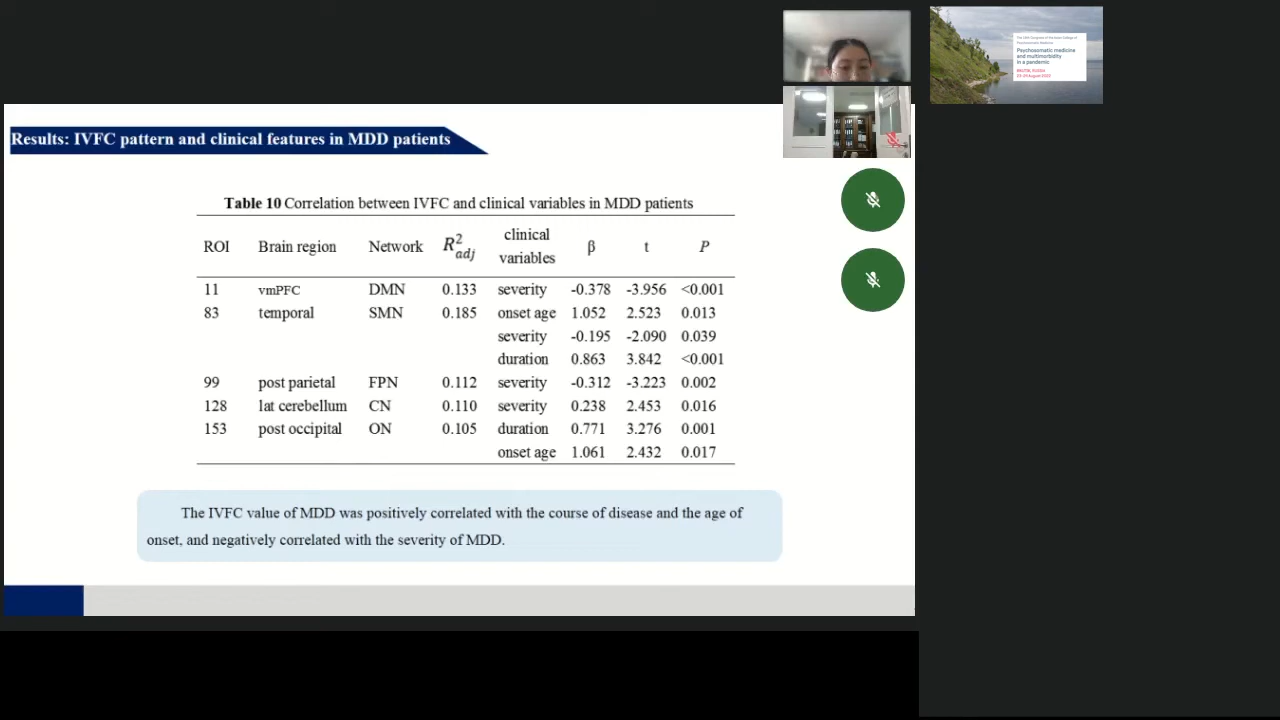 Results: IVFC pattern and clinical features in MDD patients
Table 10 Correlation between IVFC and clinical variables in MDD patients
ROI Brain region Network R²adj clinical variables β t P
11 vmPFC DMN 0.133 severity -0.378 -3.956 <0.001
83 temporal SMN 0.185 onset age 1.052 2.523 0.013
severity -0.195 -2.090 0.039
duration 0.863 3.842 <0.001
99 post parietal FPN 0.112 severity -0.312 -3.223 0.002
128 lat cerebellum CN 0.110 severity 0.238 2.453 0.016
153 post occipital ON 0.105 duration 0.771 3.276 0.001
onset age 1.061 2.432 0.017
The IVFC value of MDD was positively correlated with the course of disease and the age of
onset, and negatively correlated with the severity of MDD.
Psychosomatic medicine
and multimorbidity
in a pandemic